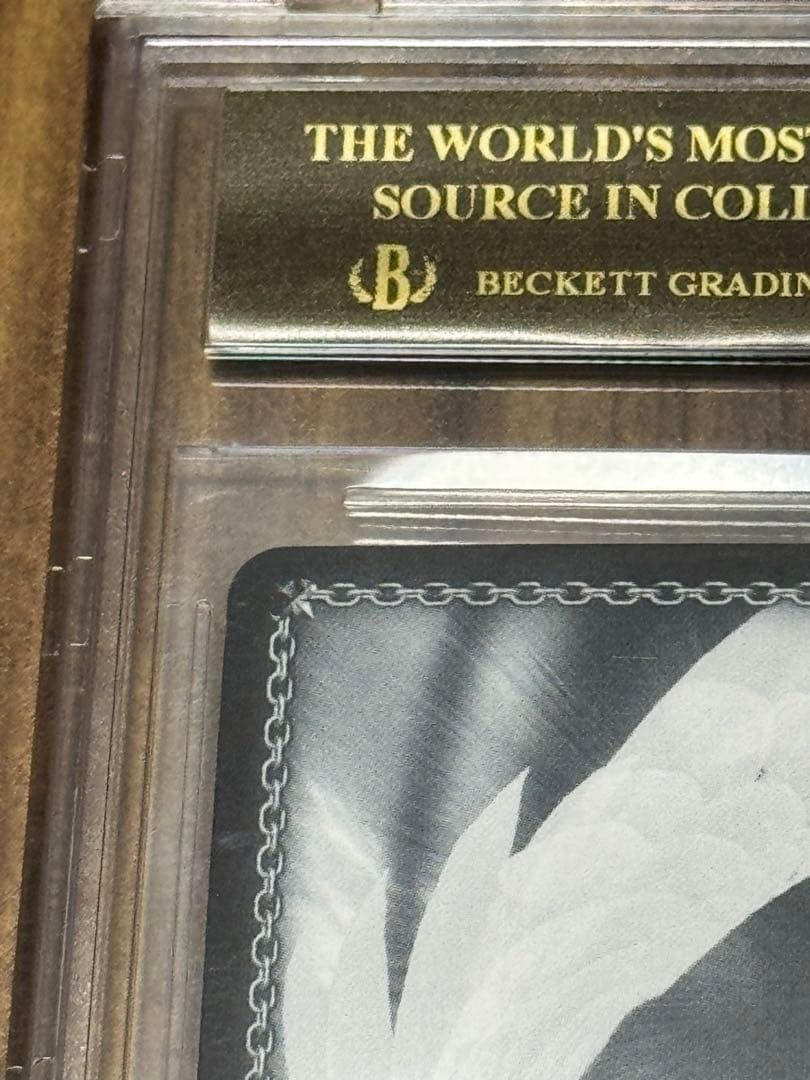 THE WORLD'S MOST
SOURCE IN COLL
B BECKETT GRADIN